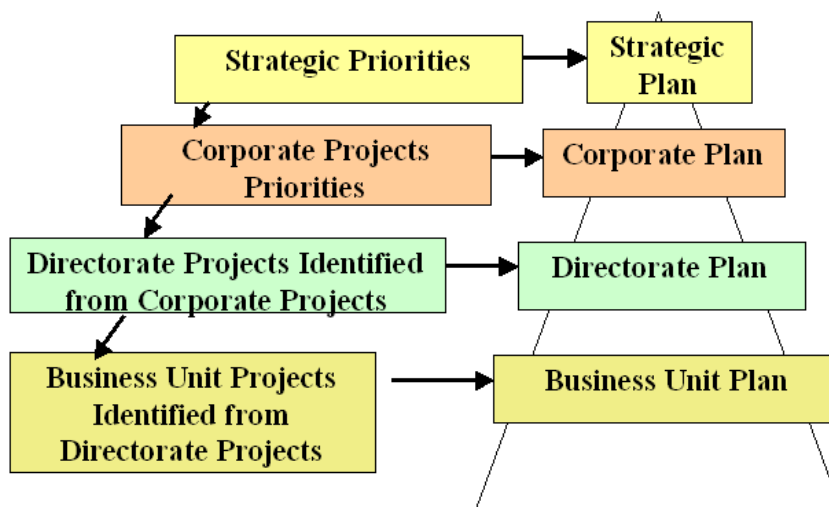 Strategic Priorities
Strategic
Plan
Corporate Projects
Priorities
Corporate Plan
Directorate Projects Identified
from Corporate Projects
Directorate Plan
Business Unit Projects
Identified from
Directorate Projects
Business Unit Plan